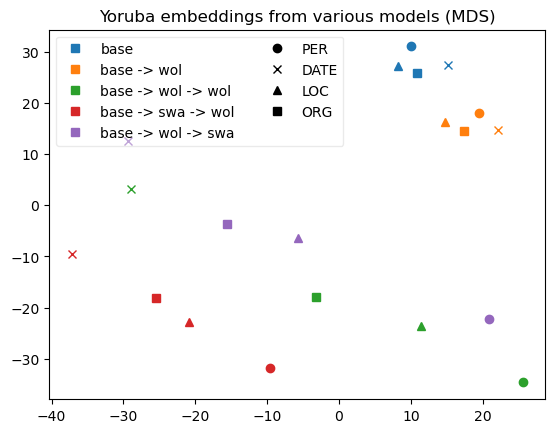 Yoruba embeddings from various models (MDS)
base
base -> wol
base -> wol -> wol
base -> swa -> wol
base -> wol -> swa
PER
DATE
LOC
ORG
30
20
10
0
−10
−20
−30
−40 −30 −20 −10 0 10 20